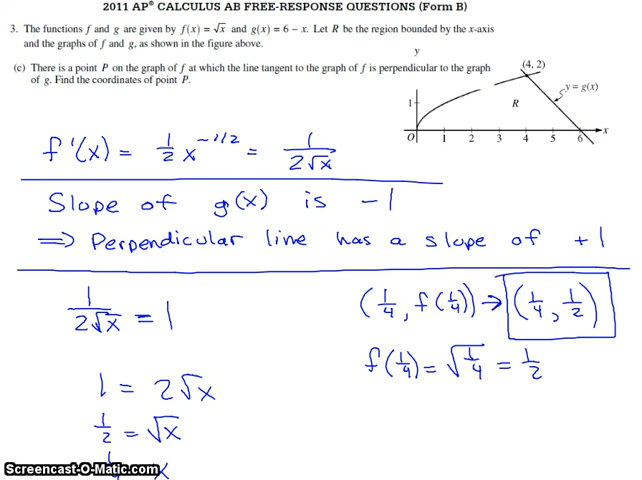 2011 AP® CALCULUS AB FREE-RESPONSE QUESTIONS (Form B)
3. The functions f and g are given by f(x) = √x and g(x) = 6 − x. Let R be the region bounded by the x-axis
and the graphs of f and g, as shown in the figure above.
(c) There is a point P on the graph of f at which the line tangent to the graph of f is perpendicular to the graph
of g. Find the coordinates of point P.
y
(4, 2)
y = g(x)
1
R
O 1 2 3 4 5 6 x
f'(x) = 1/2 x^(-1/2) = 1/(2√x)
Slope of g(x) is −1
⇒ Perpendicular line has a slope of +1
1/(2√x) = 1
(1/4, f(1/4)) → (1/4, 1/2)
f(1/4) = √(1/4) = 1/2
1 = 2√x
1/2 = √x
x
Screencast-O-Matic.com